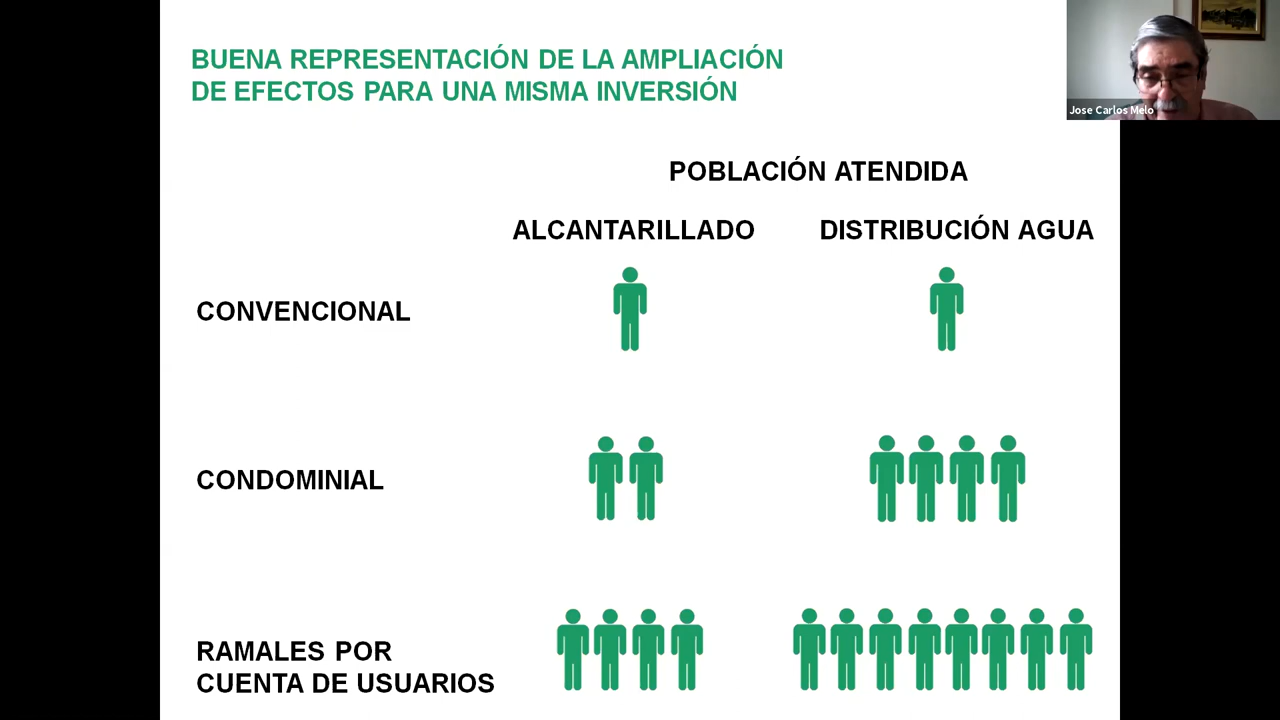 BUENA REPRESENTACIÓN DE LA AMPLIACIÓN
DE EFECTOS PARA UNA MISMA INVERSIÓN
Jose Carlos Melo
POBLACIÓN ATENDIDA
ALCANTARILLADO DISTRIBUCIÓN AGUA
CONVENCIONAL
CONDOMINIAL
RAMALES POR
CUENTA DE USUARIOS